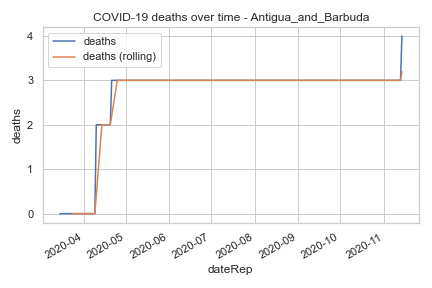 COVID-19 deaths over time - Antigua_and_Barbuda
deaths
deaths (rolling)
deaths
4
3
2
1
0
2020-04
2020-05
2020-06
2020-07
2020-08
2020-09
2020-10
2020-11
dateRep